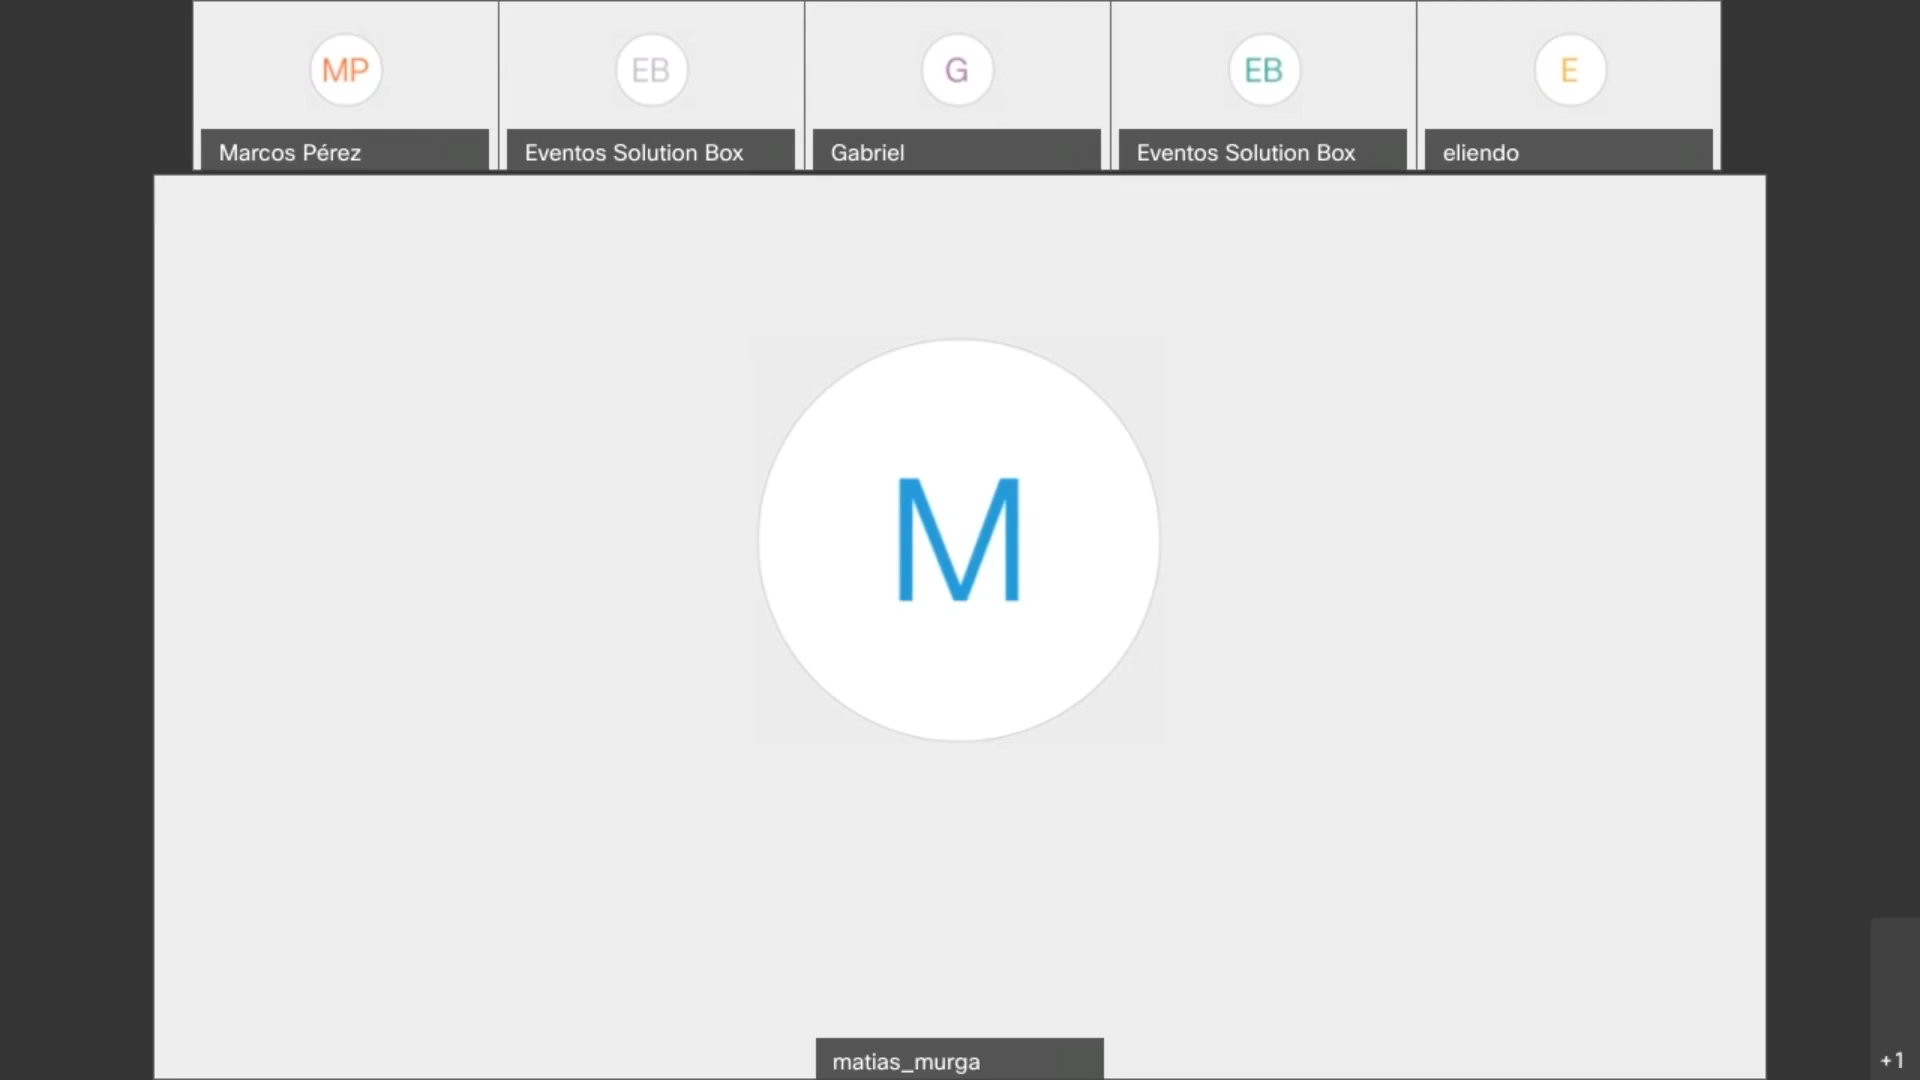 MP
EB
G
EB
E
Marcos Pérez
Eventos Solution Box
Gabriel
Eventos Solution Box
eliendo
M
matias_murga
+1